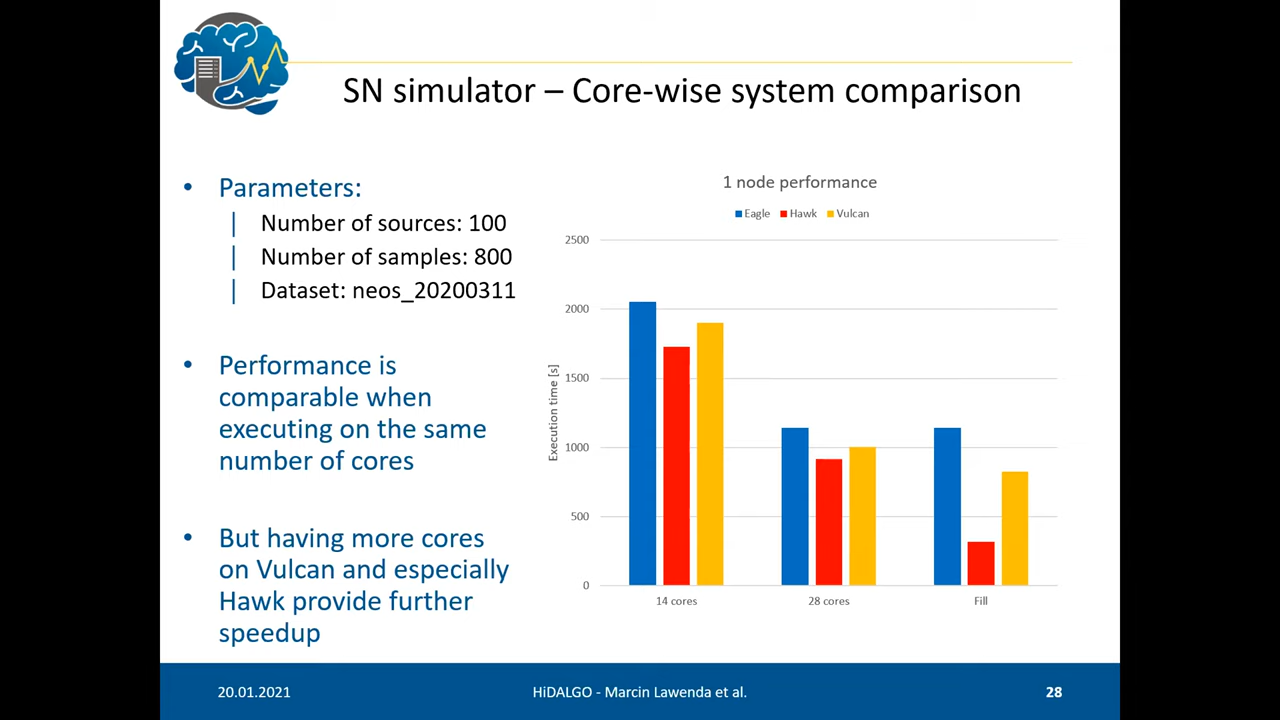 SN simulator – Core-wise system comparison
• Parameters:
| Number of sources: 100
| Number of samples: 800
| Dataset: neos_20200311
• Performance is
comparable when
executing on the same
number of cores
• But having more cores
on Vulcan and especially
Hawk provide further
speedup
1 node performance
Eagle Hawk Vulcan
2500
2000
1500
1000
500
0
Execution time [s]
14 cores 28 cores Fill
20.01.2021 HiDALGO - Marcin Lawenda et al. 28